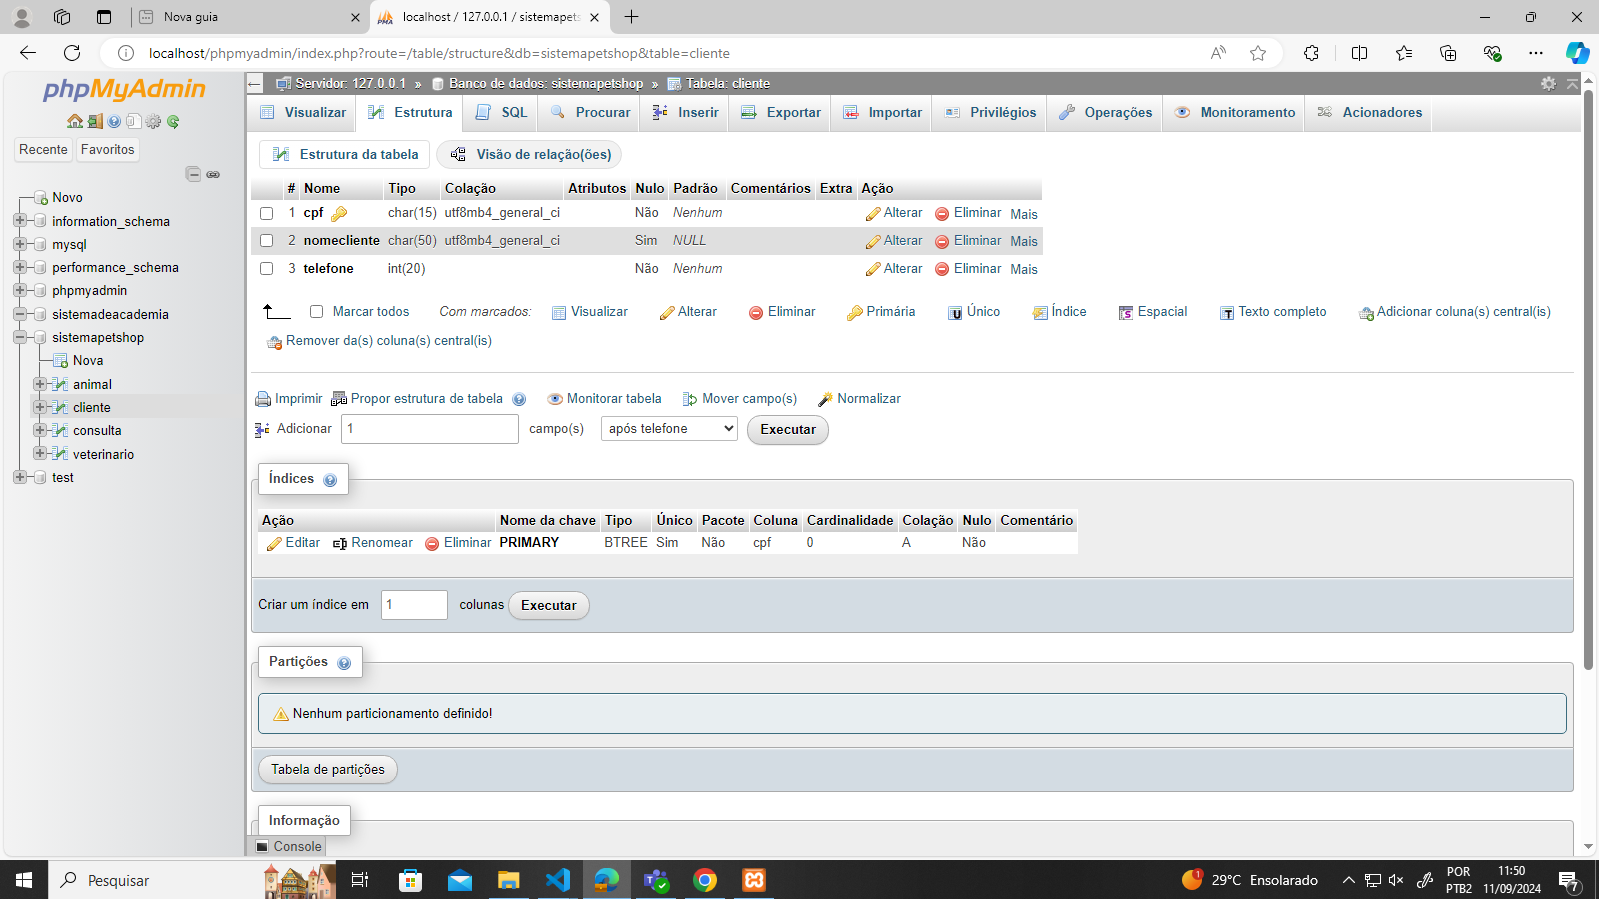 Nova guia
localhost / 127.0.0.1 / sistemapets
localhost/phpmyadmin/index.php?route=/table/structure&db=sistemapetshop&table=cliente
phpMyAdmin
Recente Favoritos
Novo
information_schema
mysql
performance_schema
phpmyadmin
sistemadeacademia
sistemapetshop
Nova
animal
cliente
consulta
veterinario
test
Servidor: 127.0.0.1 » Banco de dados: sistemapetshop » Tabela: cliente
Visualizar Estrutura SQL Procurar Inserir Exportar Importar Privilégios Operações Monitoramento Acionadores
Estrutura da tabela Visão de relação(ões)
# Nome Tipo Colação Atributos Nulo Padrão Comentários Extra Ação
1 cpf char(15) utf8mb4_general_ci Não Nenhum Alterar Eliminar Mais
2 nomecliente char(50) utf8mb4_general_ci Sim NULL Alterar Eliminar Mais
3 telefone int(20) Não Nenhum Alterar Eliminar Mais
Marcar todos Com marcados: Visualizar Alterar Eliminar Primária Único Índice Espacial Texto completo Adicionar coluna(s) central(is)
Remover da(s) coluna(s) central(is)
Imprimir Propor estrutura de tabela Monitorar tabela Mover campo(s) Normalizar
Adicionar 1 campo(s) após telefone Executar
Índices
Ação Nome da chave Tipo Único Pacote Coluna Cardinalidade Colação Nulo Comentário
Editar Renomear Eliminar PRIMARY BTREE Sim Não cpf 0 A Não
Criar um índice em 1 colunas Executar
Partições
Nenhum particionamento definido!
Tabela de partições
Informação
Console
Pesquisar
1
29°C Ensolarado
POR
PTB2
11:50
11/09/2024
7